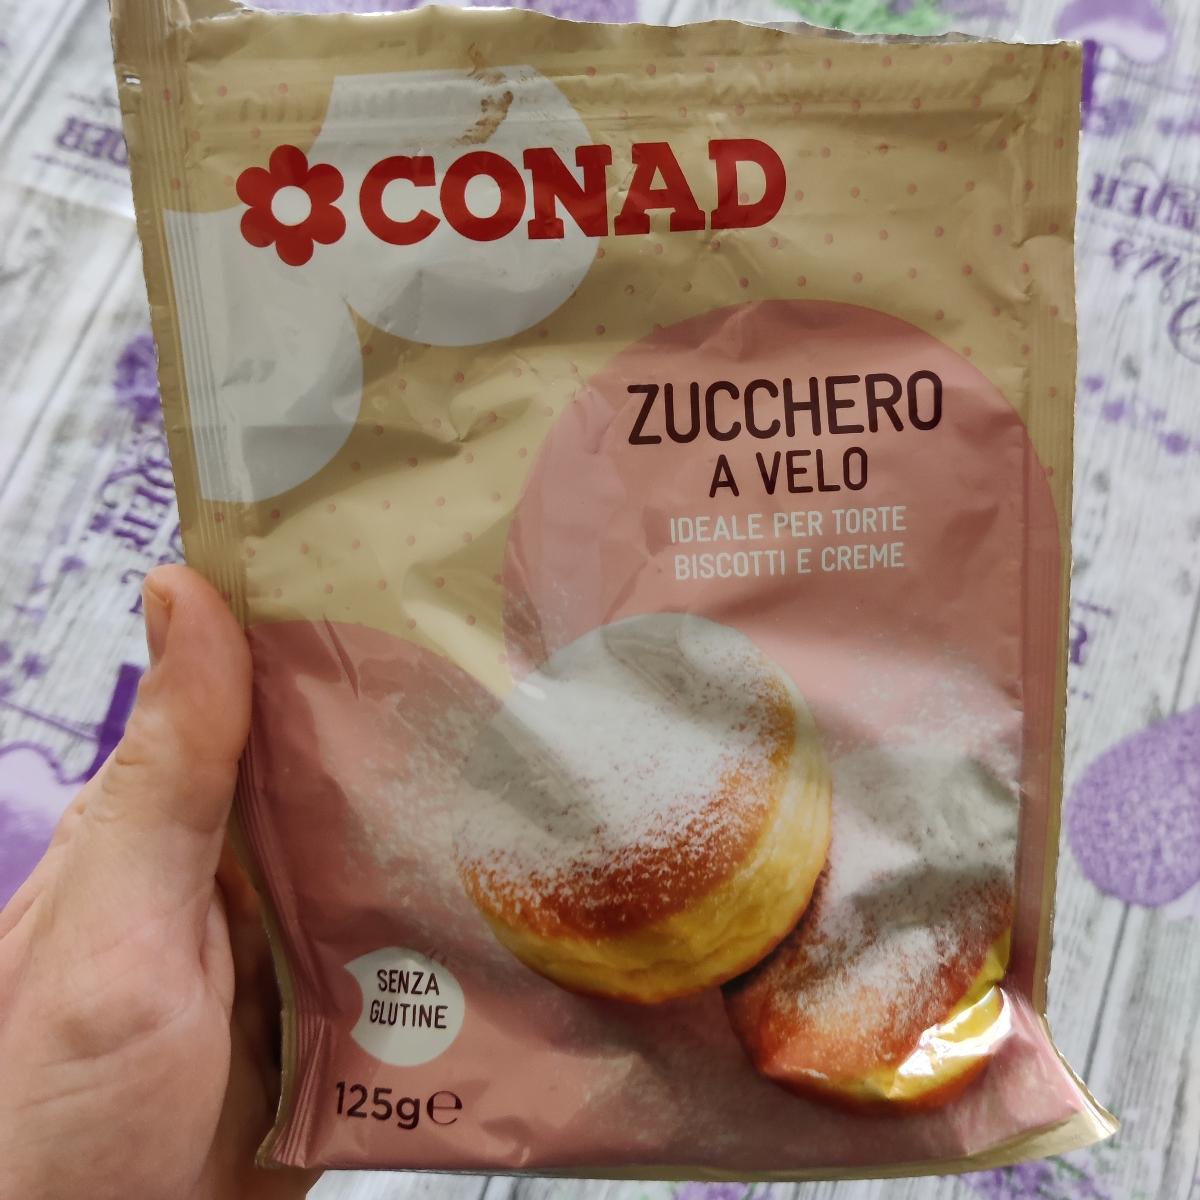 CONAD
ZUCCHERO
A VELO
IDEALE PER TORTE
BISCOTTI E CREME
SENZA
GLUTINE
125g℮